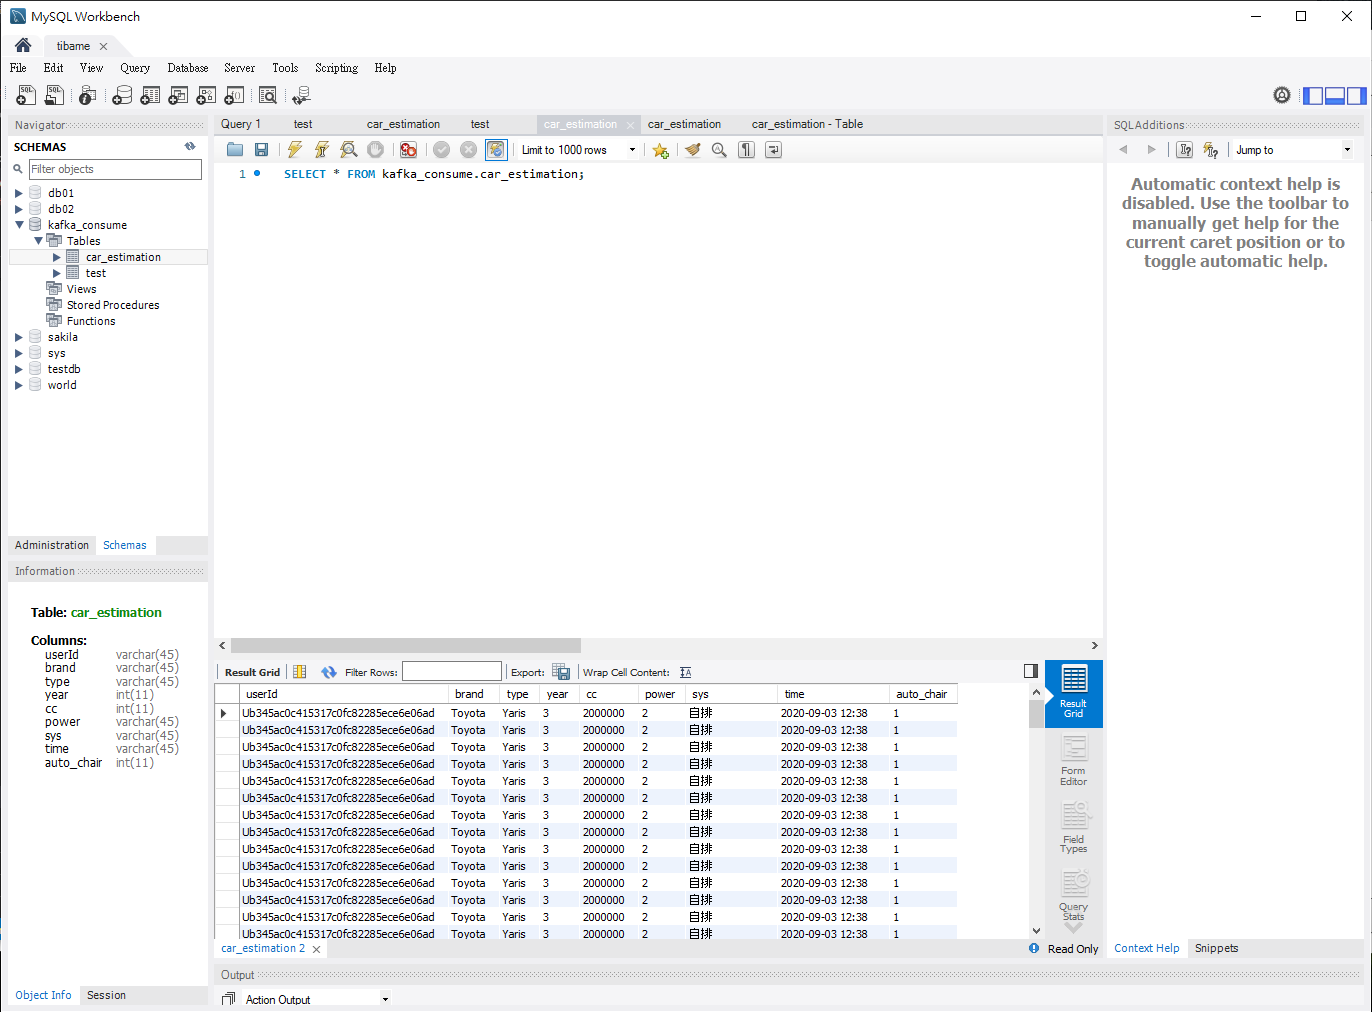 MySQL Workbench
tibame
File Edit View Query Database Server Tools Scripting Help
Navigator
SCHEMAS
Filter objects
db01
db02
kafka_consume
Tables
car_estimation
test
Views
Stored Procedures
Functions
sakila
sys
testdb
world
Administration Schemas
Information
Table: car_estimation
Columns:
userId varchar(45)
brand varchar(45)
type varchar(45)
year int(11)
cc int(11)
power varchar(45)
sys varchar(45)
time varchar(45)
auto_chair int(11)
Object Info Session
Query 1 test car_estimation test car_estimation car_estimation car_estimation - Table
Limit to 1000 rows
1 SELECT * FROM kafka_consume.car_estimation;
Result Grid Filter Rows: Export: Wrap Cell Content:
userId brand type year cc power sys time auto_chair
Ub345ac0c415317c0fc82285ece6e06ad Toyota Yaris 3 2000000 2 自排 2020-09-03 12:38 1
Ub345ac0c415317c0fc82285ece6e06ad Toyota Yaris 3 2000000 2 自排 2020-09-03 12:38 1
Ub345ac0c415317c0fc82285ece6e06ad Toyota Yaris 3 2000000 2 自排 2020-09-03 12:38 1
Ub345ac0c415317c0fc82285ece6e06ad Toyota Yaris 3 2000000 2 自排 2020-09-03 12:38 1
Ub345ac0c415317c0fc82285ece6e06ad Toyota Yaris 3 2000000 2 自排 2020-09-03 12:38 1
Ub345ac0c415317c0fc82285ece6e06ad Toyota Yaris 3 2000000 2 自排 2020-09-03 12:38 1
Ub345ac0c415317c0fc82285ece6e06ad Toyota Yaris 3 2000000 2 自排 2020-09-03 12:38 1
Ub345ac0c415317c0fc82285ece6e06ad Toyota Yaris 3 2000000 2 自排 2020-09-03 12:38 1
Ub345ac0c415317c0fc82285ece6e06ad Toyota Yaris 3 2000000 2 自排 2020-09-03 12:38 1
Ub345ac0c415317c0fc82285ece6e06ad Toyota Yaris 3 2000000 2 自排 2020-09-03 12:38 1
Ub345ac0c415317c0fc82285ece6e06ad Toyota Yaris 3 2000000 2 自排 2020-09-03 12:38 1
Ub345ac0c415317c0fc82285ece6e06ad Toyota Yaris 3 2000000 2 自排 2020-09-03 12:38 1
Ub345ac0c415317c0fc82285ece6e06ad Toyota Yaris 3 2000000 2 自排 2020-09-03 12:38 1
Ub345ac0c415317c0fc82285ece6e06ad Toyota Yaris 3 2000000 2 自排 2020-09-03 12:38 1
Result
Grid
Form
Editor
Field
Types
Query
Stats
car_estimation 2
Read Only
Output
Action Output
SQLAdditions
Jump to
Automatic context help is
disabled. Use the toolbar to
manually get help for the
current caret position or to
toggle automatic help.
Context Help Snippets